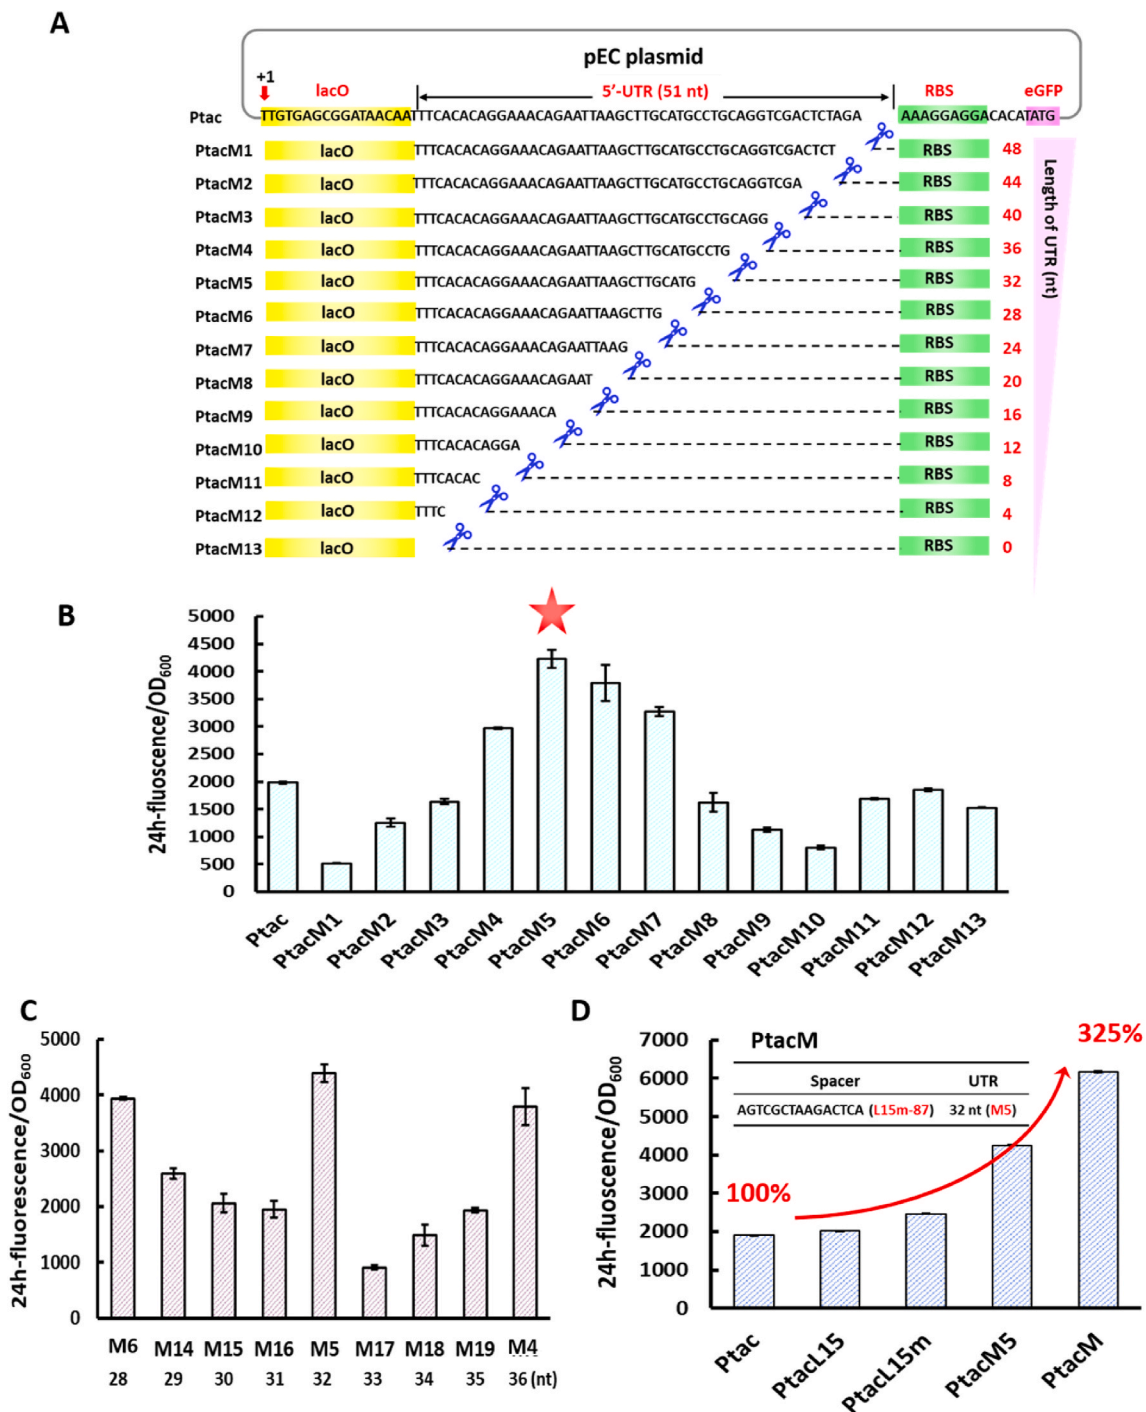 A
pEC plasmid
+1
lacO
5′-UTR (51 nt)
RBS
eGFP
Ptac TTGTGAGCGGATAACAATTTCACACAGGAAACAGAATTAAGCTTGCATGCCTGCAGGTCGACTCTAGA AAAGGAGGACACATATG
PtacM1 lacO TTTCACACAGGAAACAGAATTAAGCTTGCATGCCTGCAGGTCGACTCT RBS 48
PtacM2 lacO TTTCACACAGGAAACAGAATTAAGCTTGCATGCCTGCAGGTCGA RBS 44
PtacM3 lacO TTTCACACAGGAAACAGAATTAAGCTTGCATGCCTGCAGG RBS 40
PtacM4 lacO TTTCACACAGGAAACAGAATTAAGCTTGCATGCCTG RBS 36
PtacM5 lacO TTTCACACAGGAAACAGAATTAAGCTTGCATG RBS 32
PtacM6 lacO TTTCACACAGGAAACAGAATTAAGCTTG RBS 28
PtacM7 lacO TTTCACACAGGAAACAGAATTAAG RBS 24
PtacM8 lacO TTTCACACAGGAAACAGAAT RBS 20
PtacM9 lacO TTTCACACAGGAAACA RBS 16
PtacM10 lacO TTTCACACAGGA RBS 12
PtacM11 lacO TTTCACAC RBS 8
PtacM12 lacO TTTC RBS 4
PtacM13 lacO RBS 0
Length of UTR (nt)
B
24h-fluoscence/OD600
5000
4500
4000
3500
3000
2500
2000
1500
1000
500
0
Ptac PtacM1 PtacM2 PtacM3 PtacM4 PtacM5 PtacM6 PtacM7 PtacM8 PtacM9 PtacM10 PtacM11 PtacM12 PtacM13
C
24h-fluorescence/OD600
5000
4000
3000
2000
1000
0
M6 M14 M15 M16 M5 M17 M18 M19 M4
28 29 30 31 32 33 34 35 36 (nt)
D
24h-fluoscence/OD600
7000
6000
5000
4000
3000
2000
1000
0
PtacM
325%
Spacer UTR
AGTCGCTAAGACTCA (L15m-87) 32 nt (M5)
100%
Ptac PtacL15 PtacL15m PtacM5 PtacM